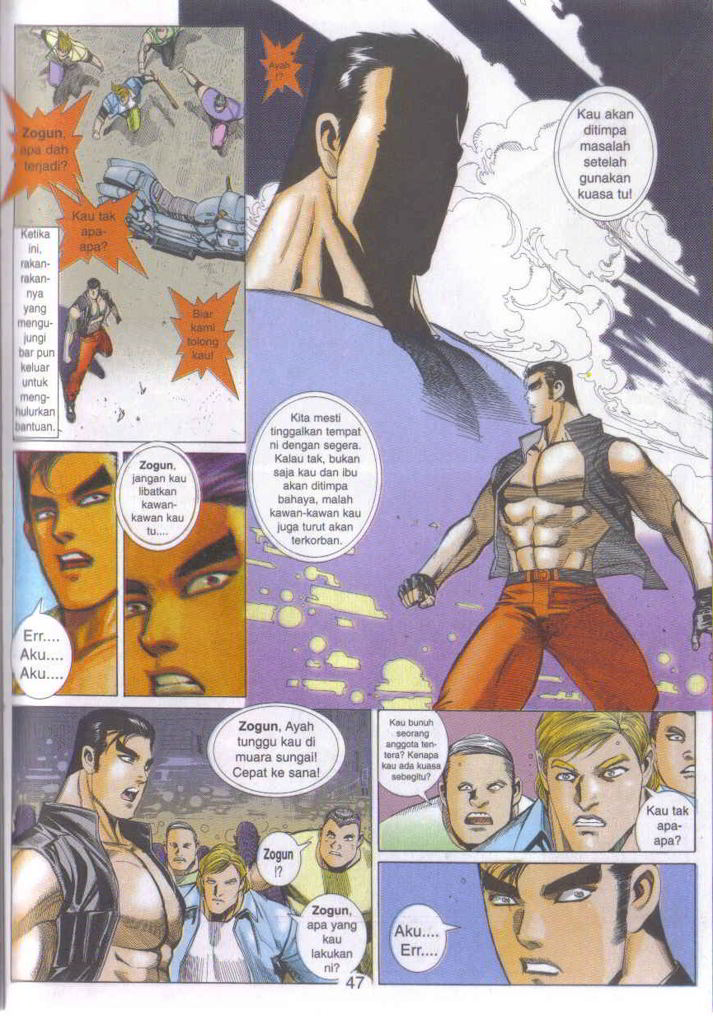 Zogun,
apa dah
terjadi?
Kau tak
apa-
apa?
Ketika
ini,
rakan-
rakan-
nya
yang
mengu-
jungi
bar pun
keluar
untuk
meng-
hulurkan
bantuan.
Biar
kami
tolong
kau!
Ayah
!?
Kau akan
ditimpa
masalah
setelah
gunakan
kuasa tu!
Kita mesti
tinggalkan tempat
ni dengan segera.
Kalau tak, bukan
saja kau dan ibu
akan ditimpa
bahaya, malah
kawan-kawan kau
juga turut akan
terkorban.
Zogun,
jangan kau
libatkan
kawan-
kawan kau
tu....
Err....
Aku....
Aku....
Zogun, Ayah
tunggu kau di
muara sungai!
Cepat ke sana!
Zogun
!?
Zogun,
apa yang
kau
lakukan
ni?
Kau bunuh
seorang
anggota ten-
tera? Kenapa
kau ada kuasa
sebegitu?
Kau tak
apa-
apa?
Aku....
Err....
47